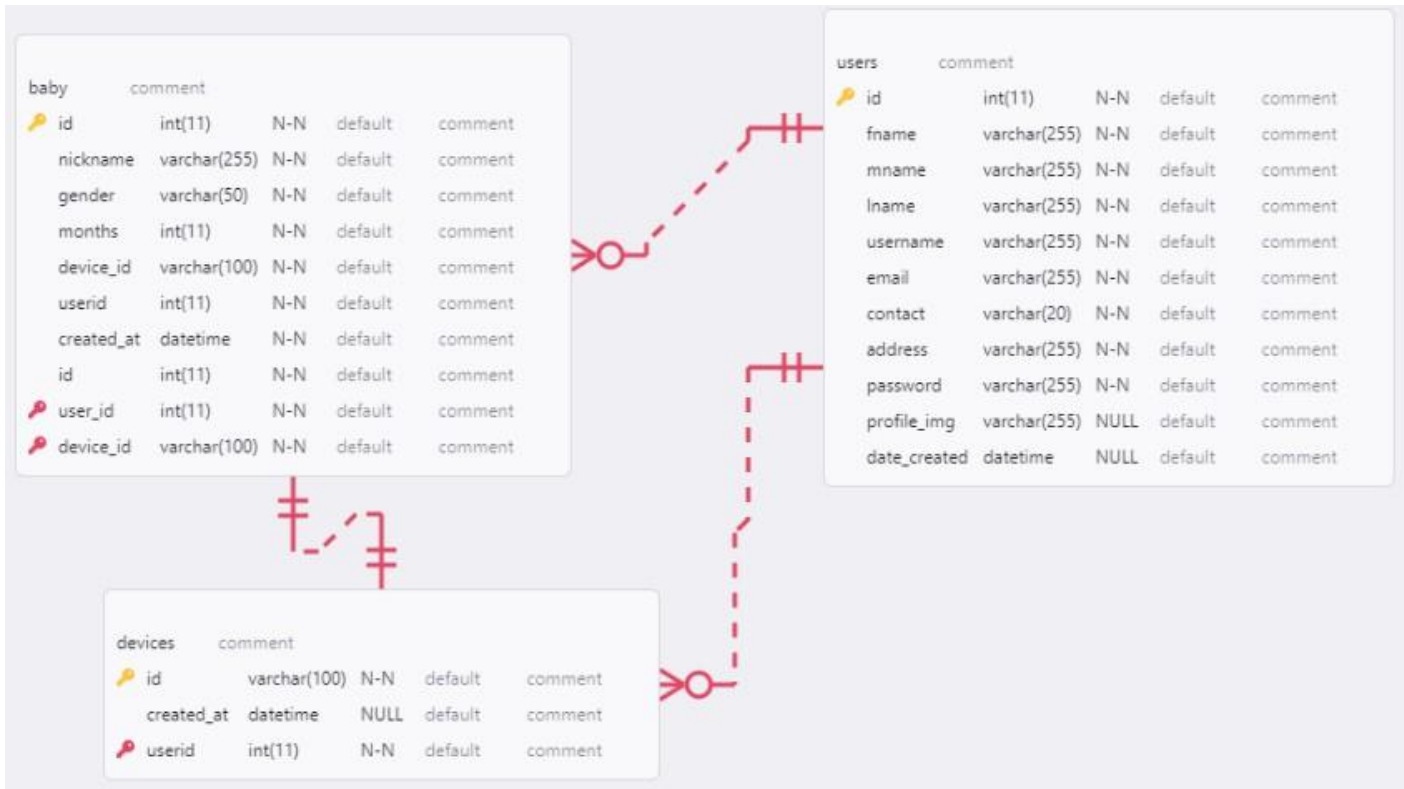 baby comment
id int(11) N-N default comment
nickname varchar(255) N-N default comment
gender varchar(50) N-N default comment
months int(11) N-N default comment
device_id varchar(100) N-N default comment
userid int(11) N-N default comment
created_at datetime N-N default comment
id int(11) N-N default comment
user_id int(11) N-N default comment
device_id varchar(100) N-N default comment
users comment
id int(11) N-N default comment
fname varchar(255) N-N default comment
mname varchar(255) N-N default comment
lname varchar(255) N-N default comment
username varchar(255) N-N default comment
email varchar(255) N-N default comment
contact varchar(20) N-N default comment
address varchar(255) N-N default comment
password varchar(255) N-N default comment
profile_img varchar(255) NULL default comment
date_created datetime NULL default comment
devices comment
id varchar(100) N-N default comment
created_at datetime NULL default comment
userid int(11) N-N default comment